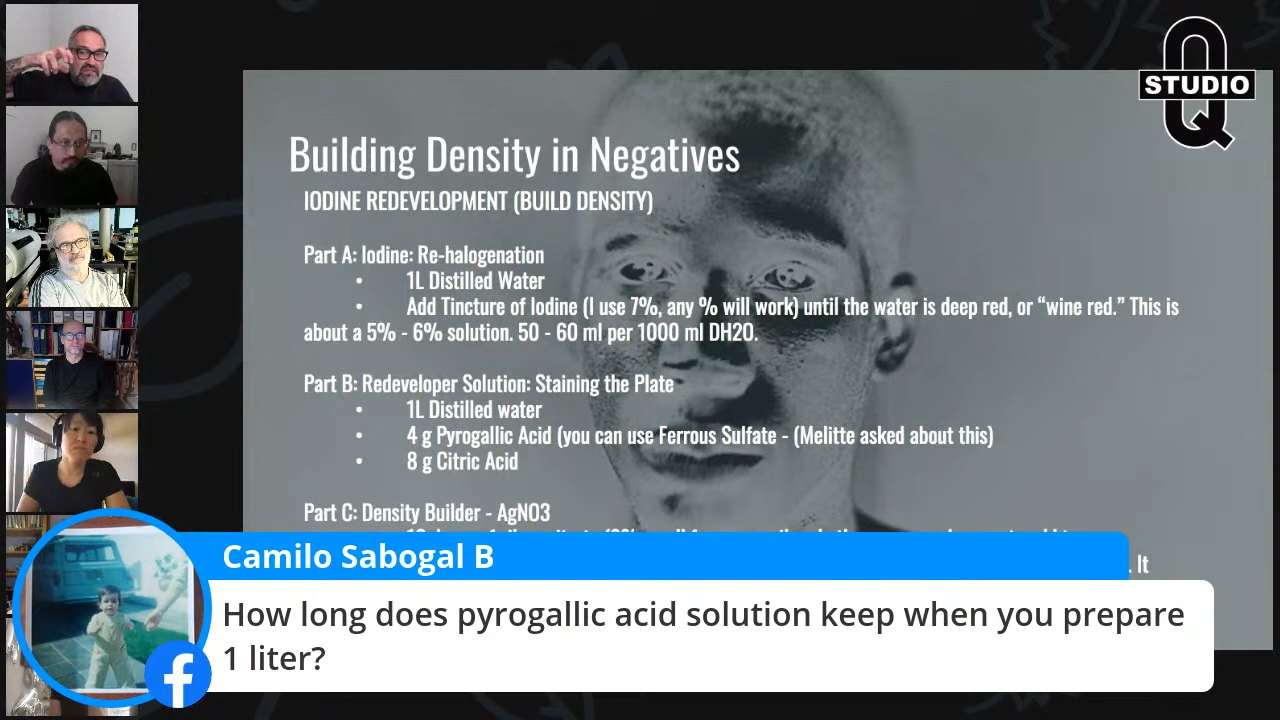 STUDIO
Q
Building Density in Negatives
IODINE REDEVELOPMENT (BUILD DENSITY)
Part A: Iodine: Re-halogenation
• 1L Distilled Water
• Add Tincture of Iodine (I use 7%, any % will work) until the water is deep red, or “wine red.” This is
about a 5% - 6% solution. 50 - 60 ml per 1000 ml DH2O.
Part B: Redeveloper Solution: Staining the Plate
• 1L Distilled water
• 4 g Pyrogallic Acid (you can use Ferrous Sulfate - (Melitte asked about this)
• 8 g Citric Acid
Part C: Density Builder - AgNO3
. It
Camilo Sabogal B
How long does pyrogallic acid solution keep when you prepare
1 liter?
f